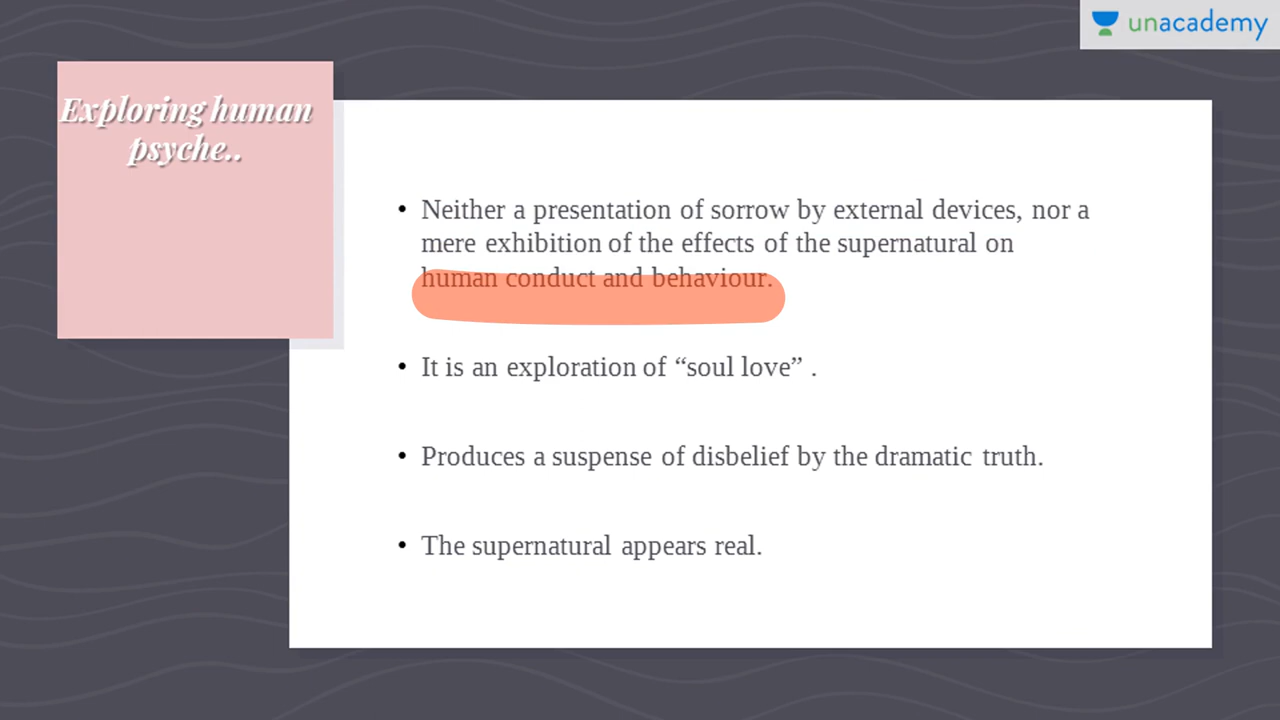 unacademy
Exploring human
psyche..
• Neither a presentation of sorrow by external devices, nor a
mere exhibition of the effects of the supernatural on
human conduct and behaviour.
• It is an exploration of “soul love” .
• Produces a suspense of disbelief by the dramatic truth.
• The supernatural appears real.